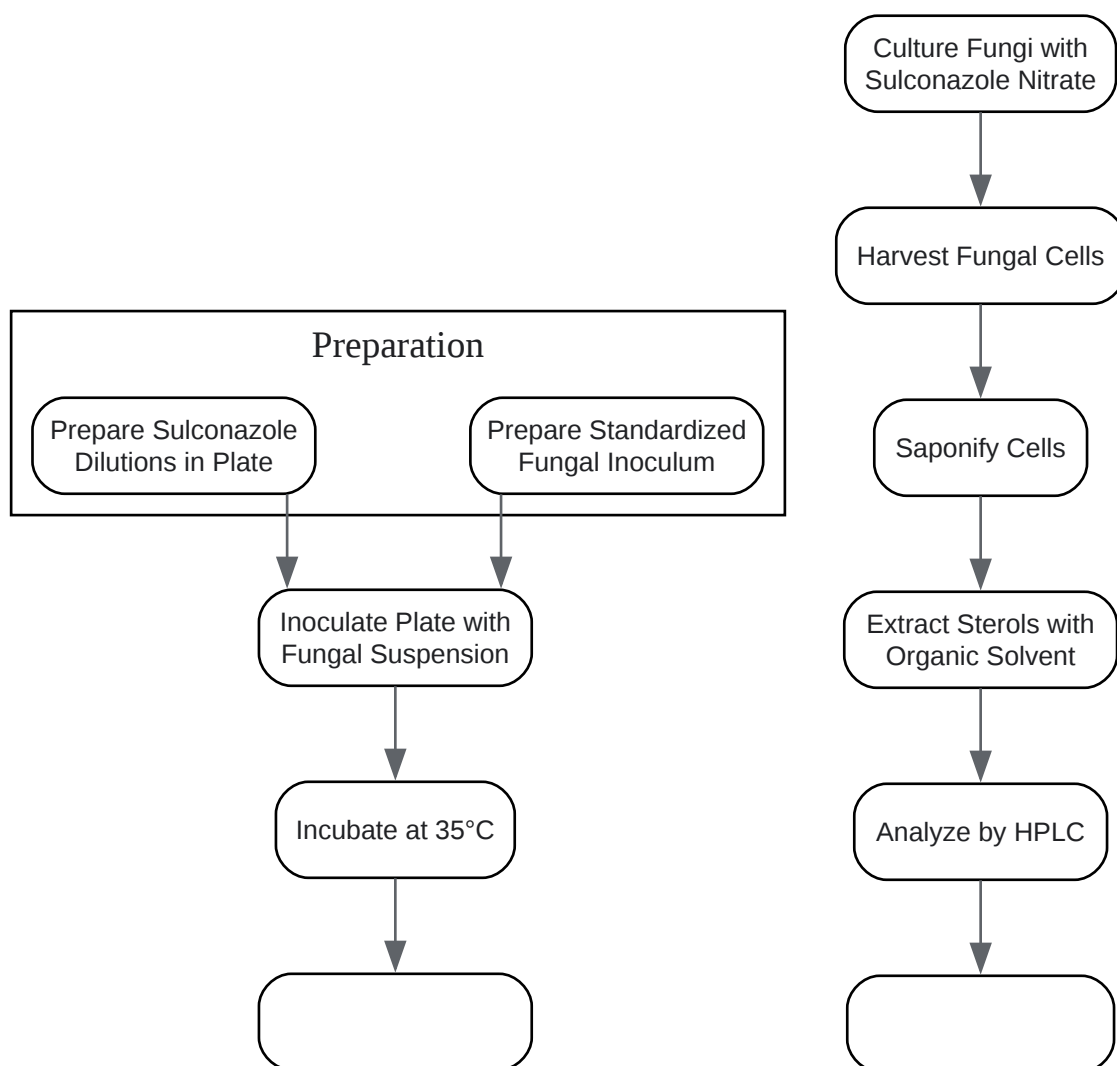 Culture Fungi with
Sulconazole Nitrate
Harvest Fungal Cells
Preparation
Prepare Sulconazole
Dilutions in Plate
Prepare Standardized
Fungal Inoculum
Saponify Cells
Inoculate Plate with
Fungal Suspension
Extract Sterols with
Organic Solvent
Incubate at 35°C
Analyze by HPLC